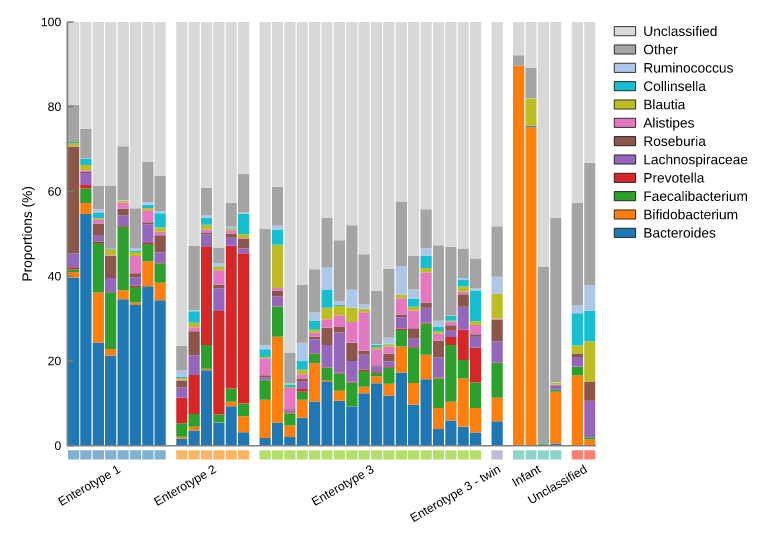 Proportions (%)
100
80
60
40
20
0
Enterotype 1
Enterotype 2
Enterotype 3
Enterotype 3 - twin
Infant
Unclassified
Unclassified
Other
Ruminococcus
Collinsella
Blautia
Alistipes
Roseburia
Lachnospiraceae
Prevotella
Faecalibacterium
Bifidobacterium
Bacteroides